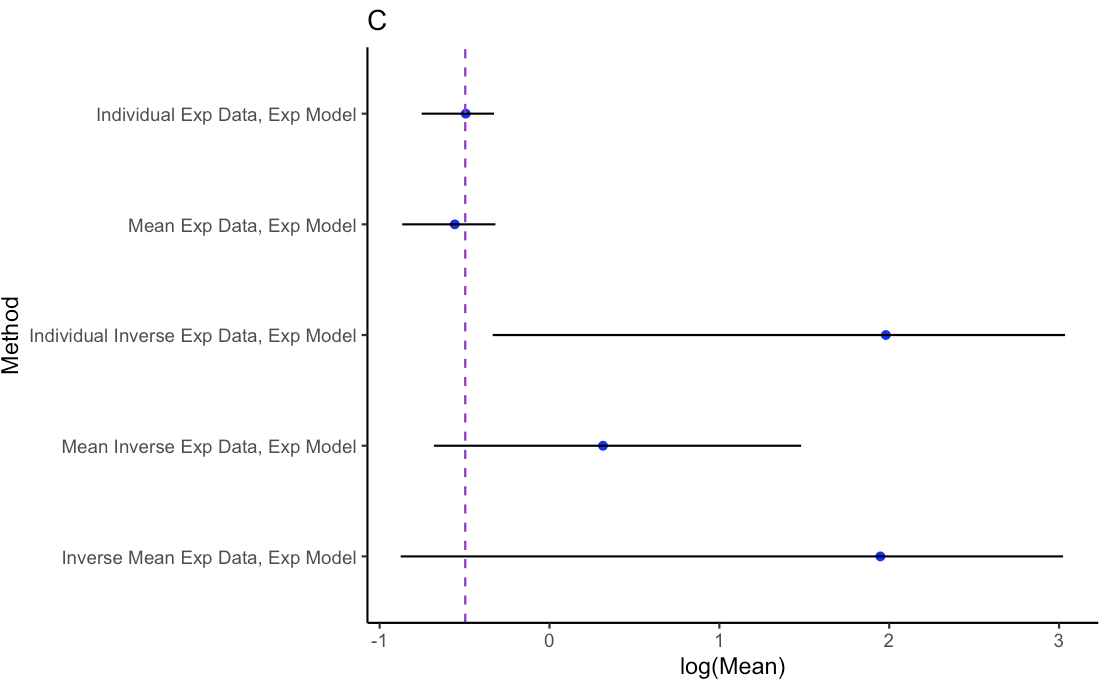 C
Method
Individual Exp Data, Exp Model
Mean Exp Data, Exp Model
Individual Inverse Exp Data, Exp Model
Mean Inverse Exp Data, Exp Model
Inverse Mean Exp Data, Exp Model
-1 0 1 2 3
log(Mean)